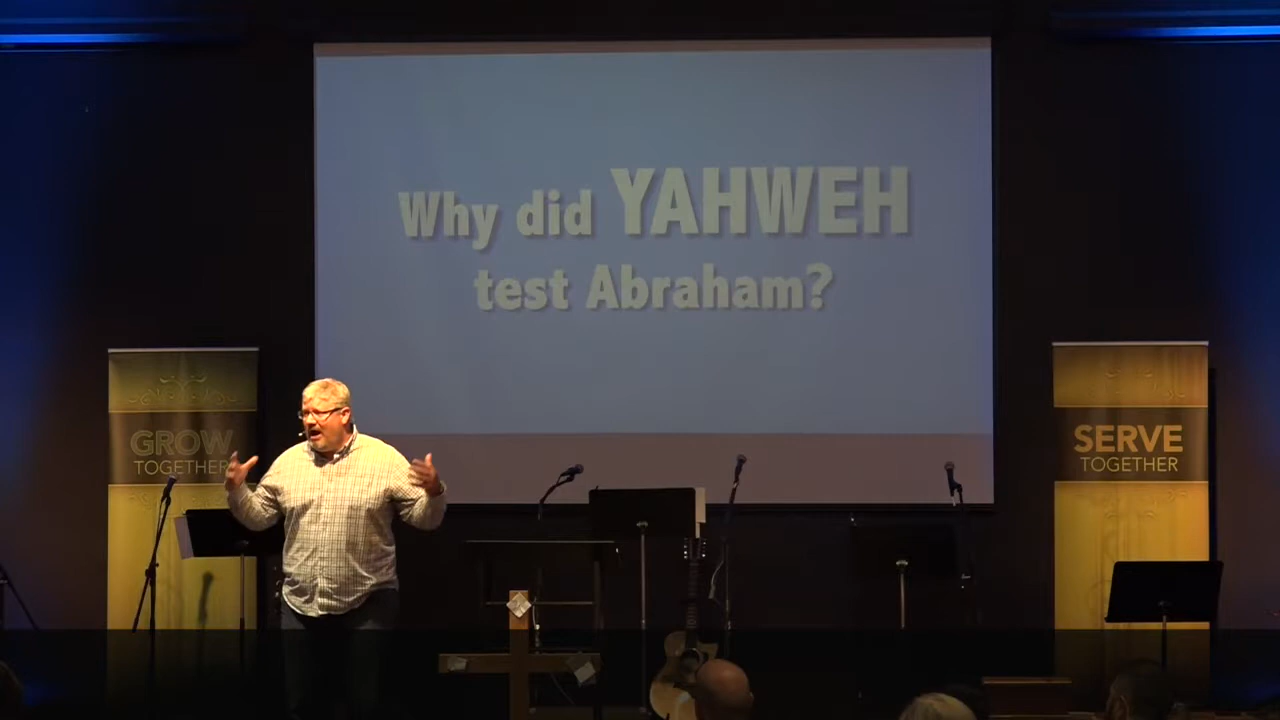 Why did YAHWEH
test Abraham?
GROW
TOGETHER
SERVE
TOGETHER